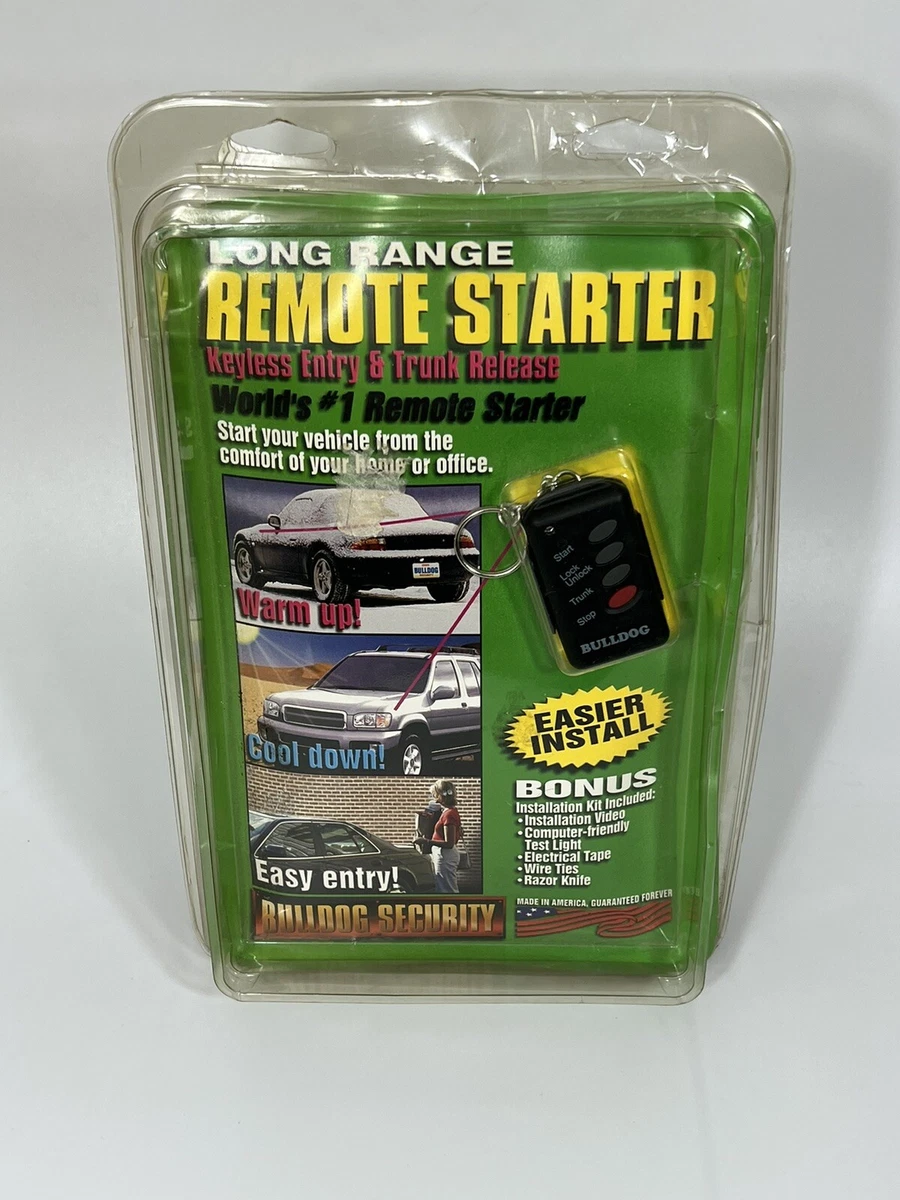 LONG RANGE
REMOTE STARTER
Keyless Entry & Trunk Release
World's #1 Remote Starter
Start your vehicle from the
comfort of your home or office.
BULLDOG
Warm up!
Start
Lock
Unlock
Trunk
Stop
BULLDOG
Cool down!
Easy entry!
BULLDOG SECURITY
EASIER
INSTALL
BONUS
Installation Kit Included:
• Installation Video
• Computer-friendly
Test Light
• Electrical Tape
• Wire Ties
• Razor Knife
MADE IN AMERICA, GUARANTEED FOREVER